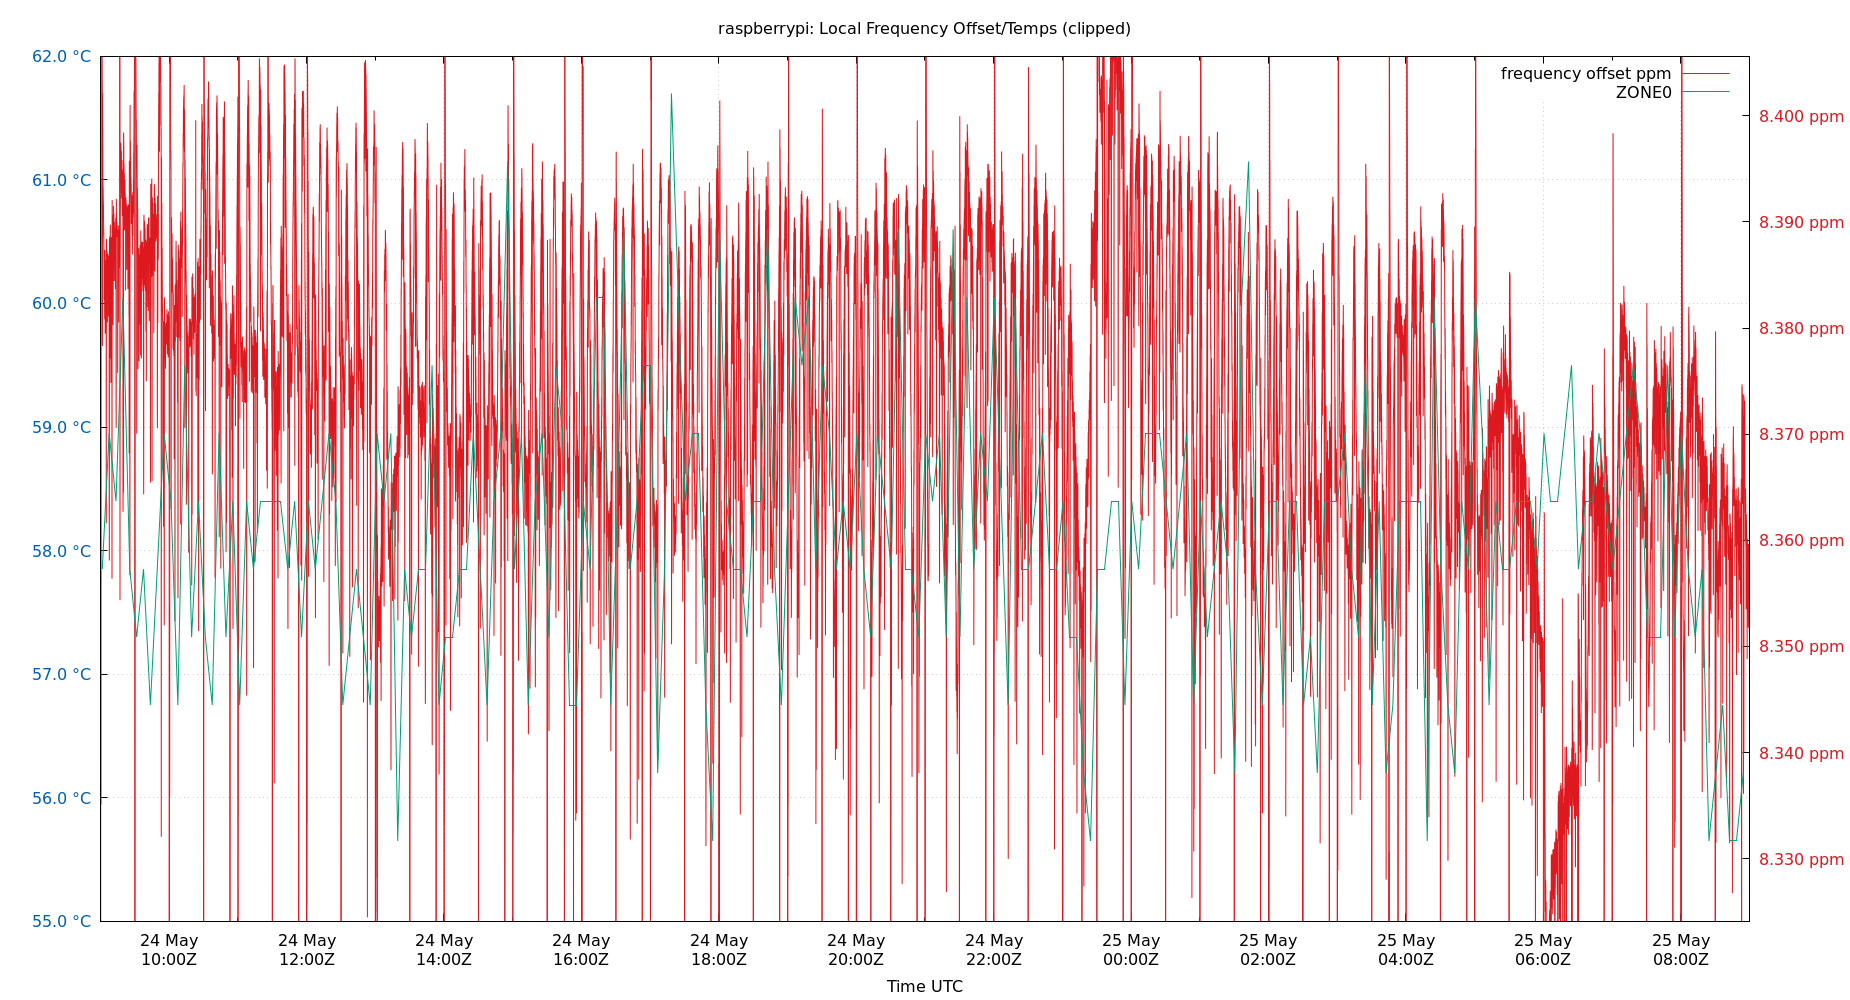 raspberrypi: Local Frequency Offset/Temps (clipped)
62.0 °C
61.0 °C
60.0 °C
59.0 °C
58.0 °C
57.0 °C
56.0 °C
55.0 °C
frequency offset ppm
ZONE0
8.400 ppm
8.390 ppm
8.380 ppm
8.370 ppm
8.360 ppm
8.350 ppm
8.340 ppm
8.330 ppm
24 May 24 May 24 May 24 May 24 May 24 May 24 May 25 May 25 May 25 May 25 May 25 May
10:00Z 12:00Z 14:00Z 16:00Z 18:00Z 20:00Z 22:00Z 00:00Z 02:00Z 04:00Z 06:00Z 08:00Z
Time UTC